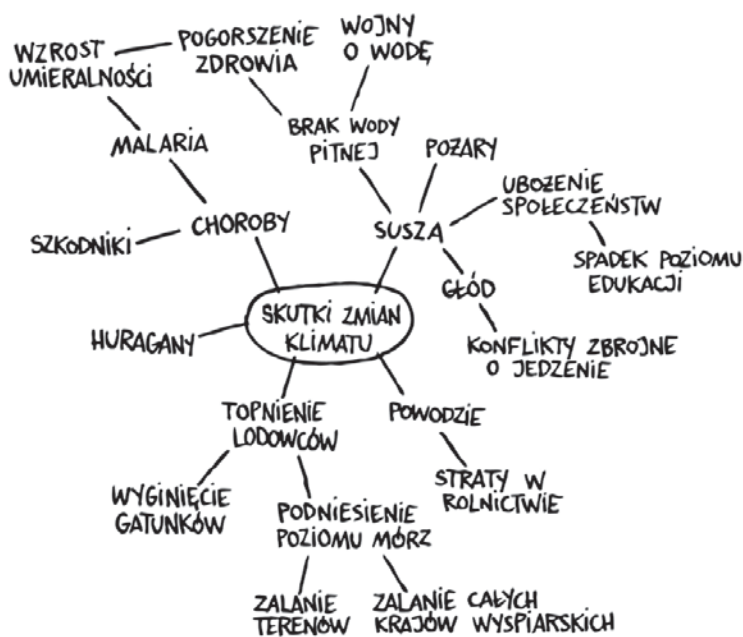 WZROST
UMIERALNOŚCI
POGORSZENIE
ZDROWIA
WOJNY
O WODĘ
MALARIA
BRAK WODY
PITNEJ
POŻARY
UBOŻENIE
SPOŁECZEŃSTW
SZKODNIKI
CHOROBY
SUSZA
SPADEK POZIOMU
EDUKACJI
GŁÓD
HURAGANY
SKUTKI ZMIAN
KLIMATU
KONFLIKTY ZBROJNE
O JEDZENIE
TOPNIENIE
LODOWCÓW
POWODZIE
WYGINIĘCIE
GATUNKÓW
PODNIESIENIE
POZIOMU MÓRZ
STRATY W
ROLNICTWIE
ZALANIE
TERENÓW
ZALANIE CAŁYCH
KRAJÓW WYSPIARSKICH